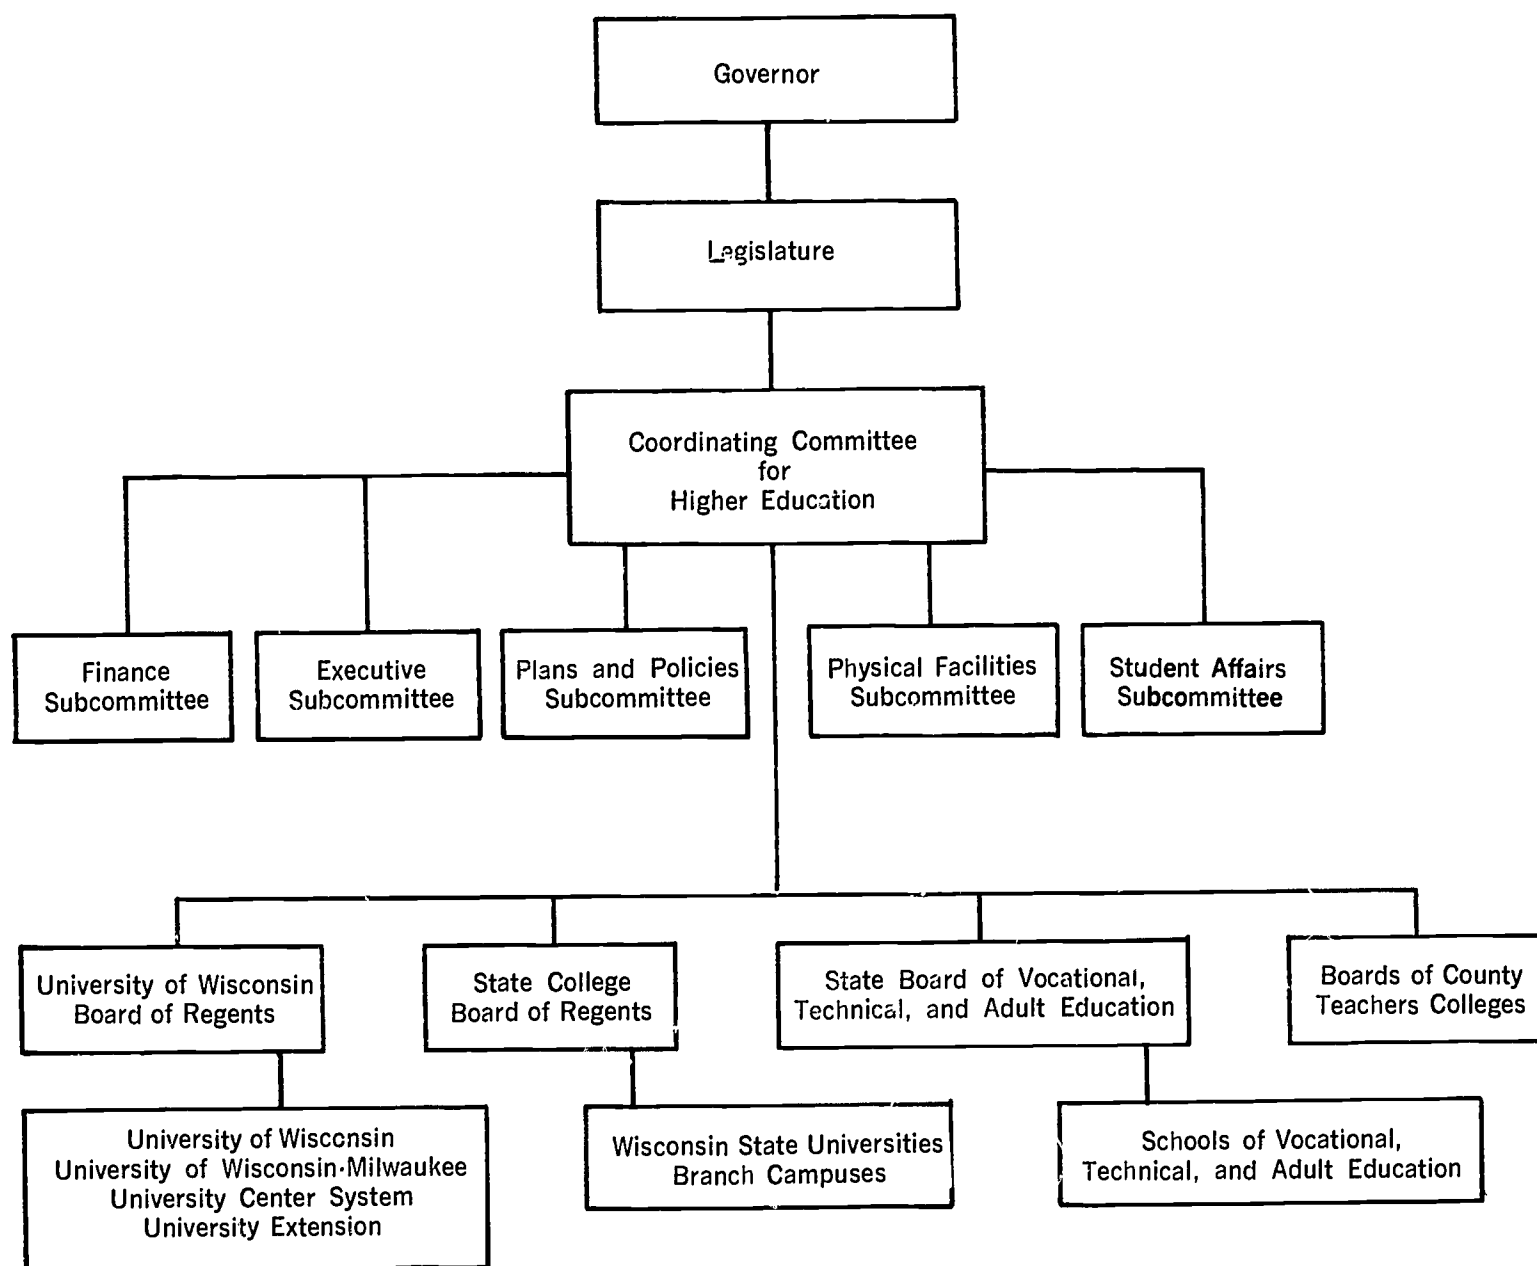 Governor
Legislature
Coordinating Committee
for
Higher Education
Finance
Subcommittee
Executive
Subcommittee
Plans and Policies
Subcommittee
Physical Facilities
Subcommittee
Student Affairs
Subcommittee
University of Wisconsin
Board of Regents
State College
Board of Regents
State Board of Vocational,
Technical, and Adult Education
Boards of County
Teachers Colleges
University of Wisconsin
University of Wisconsin-Milwaukee
University Center System
University Extension
Wisconsin State Universities
Branch Campuses
Schools of Vocational,
Technical, and Adult Education